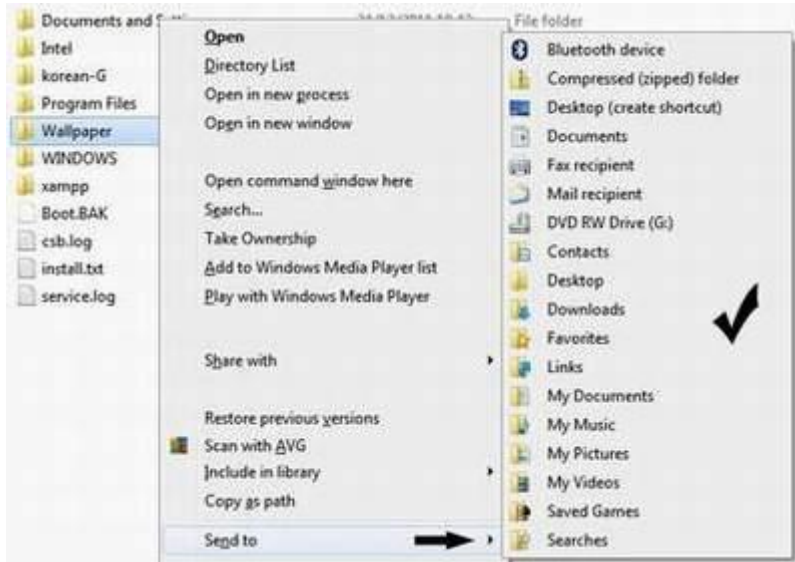 Documents and
File folder
Intel
korean-G
Program Files
Wallpaper
WINDOWS
xampp
Boot.BAK
csb.log
install.txt
service.log
Open
Directory List
Open in new process
Open in new window
Open command window here
Search...
Take Ownership
Add to Windows Media Player list
Play with Windows Media Player
Share with
Restore previous versions
Scan with AVG
Include in library
Copy as path
Send to
Bluetooth device
Compressed (zipped) folder
Desktop (create shortcut)
Documents
Fax recipient
Mail recipient
DVD RW Drive (G:)
Contacts
Desktop
Downloads
Favorites
Links
My Documents
My Music
My Pictures
My Videos
Saved Games
Searches